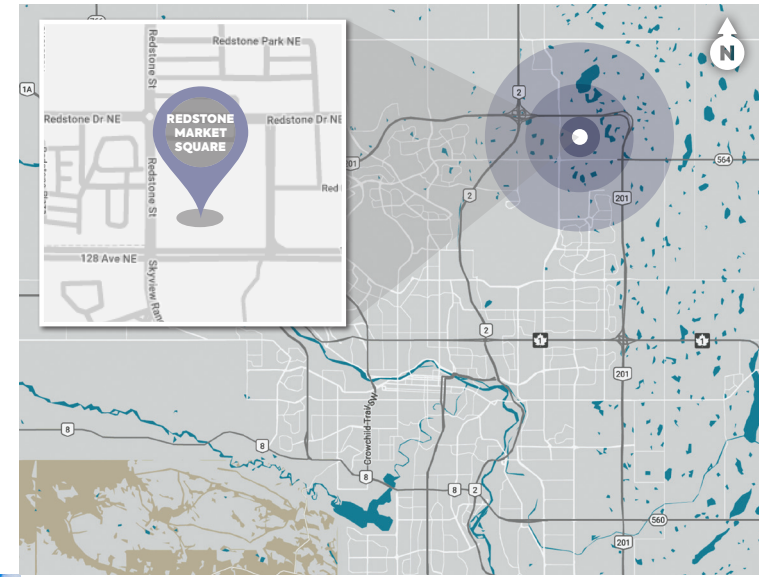 Redstone St
Redstone Park NE
Redstone Dr NE
REDSTONE
MARKET
SQUARE
Redstone Dr NE
Redstone St
Red
128 Ave NE
Skyview Ran
N
1A
2
201
564
2
201
2
1
1
201
Crowchild Trail
8
8
8
8
2
560
201